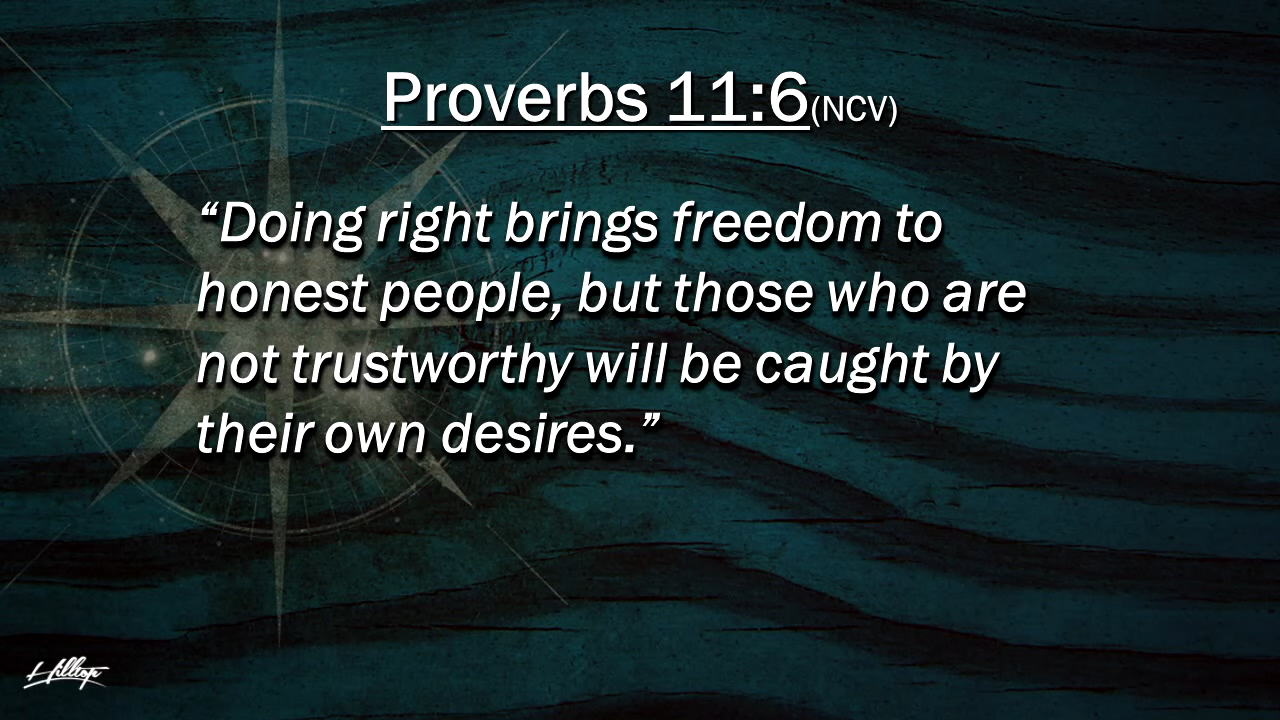 Proverbs 11:6(NCV)
“Doing right brings freedom to
honest people, but those who are
not trustworthy will be caught by
their own desires.”
Hilltop